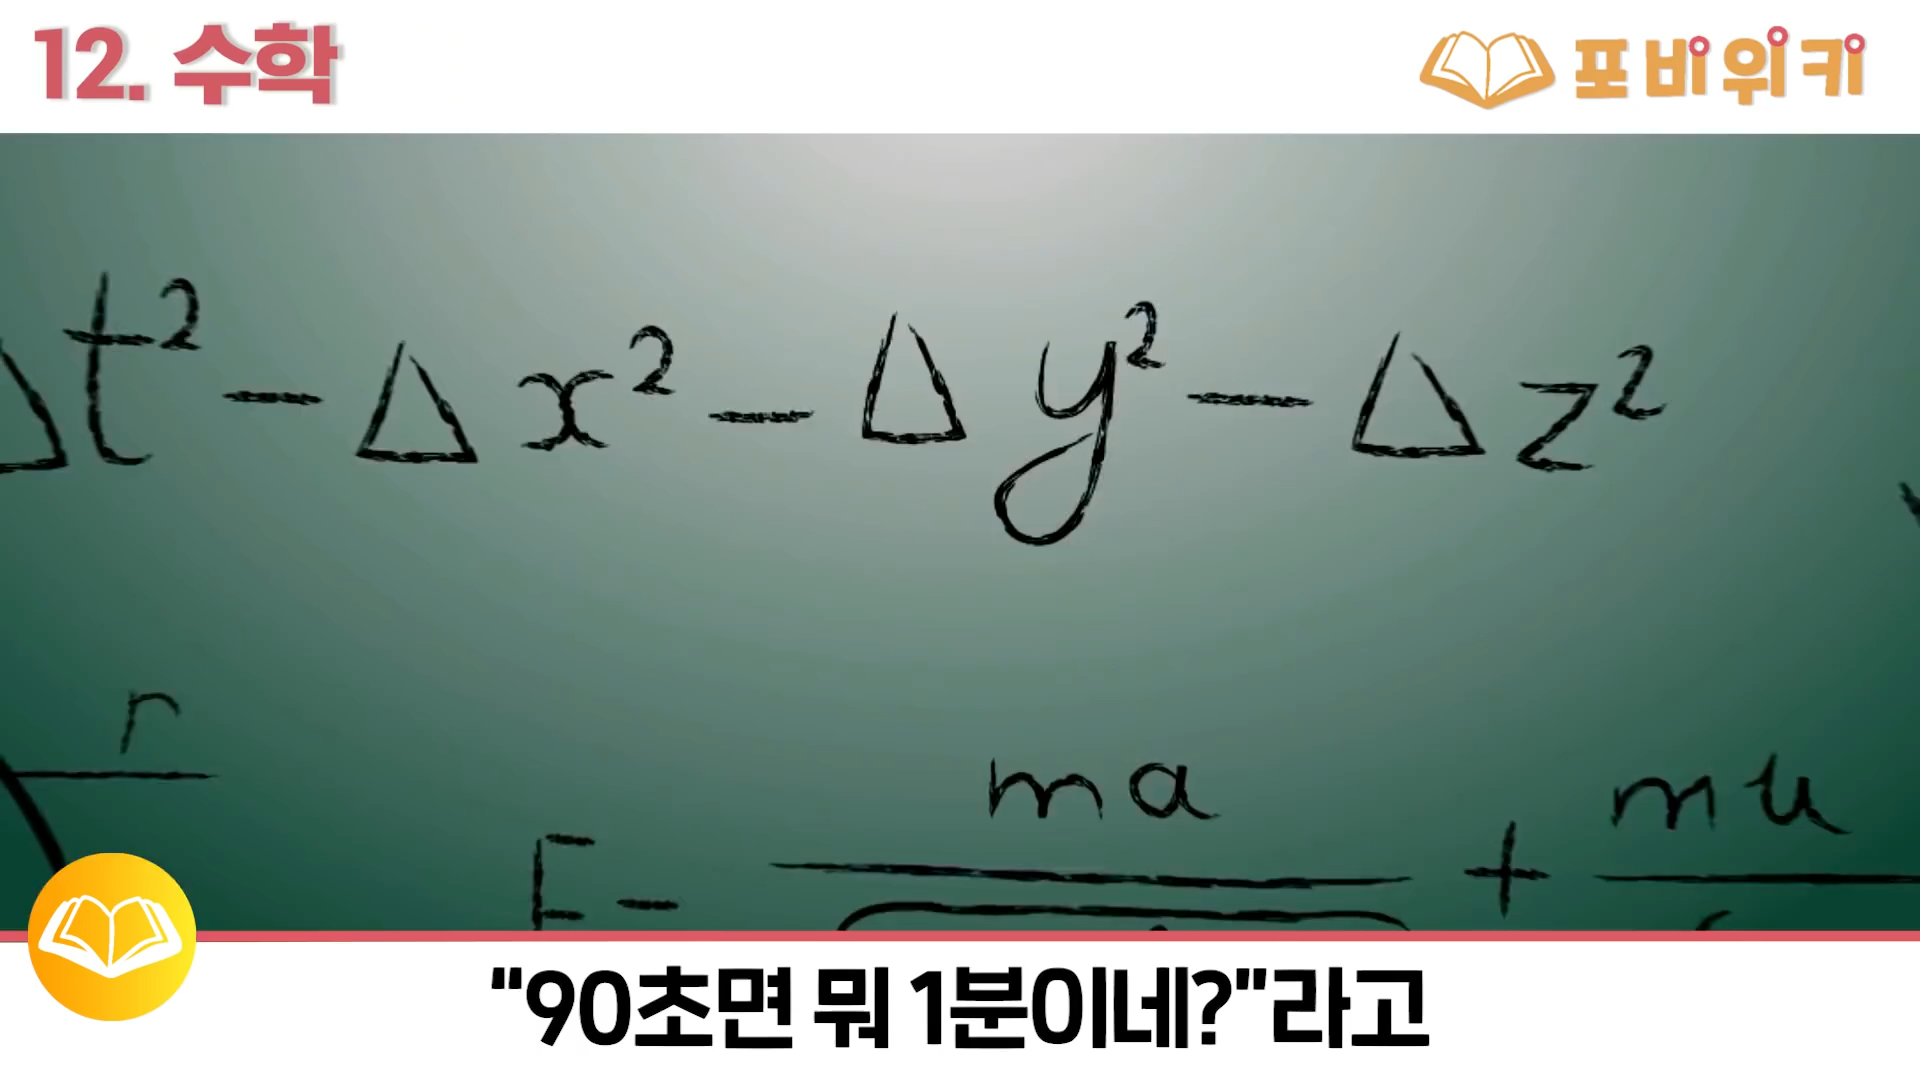 12. 수학
포비위키
Δt² - Δx² - Δy² - Δz²
r
ma
mu
E-
+
“90초면 뭐 1분이네?”라고